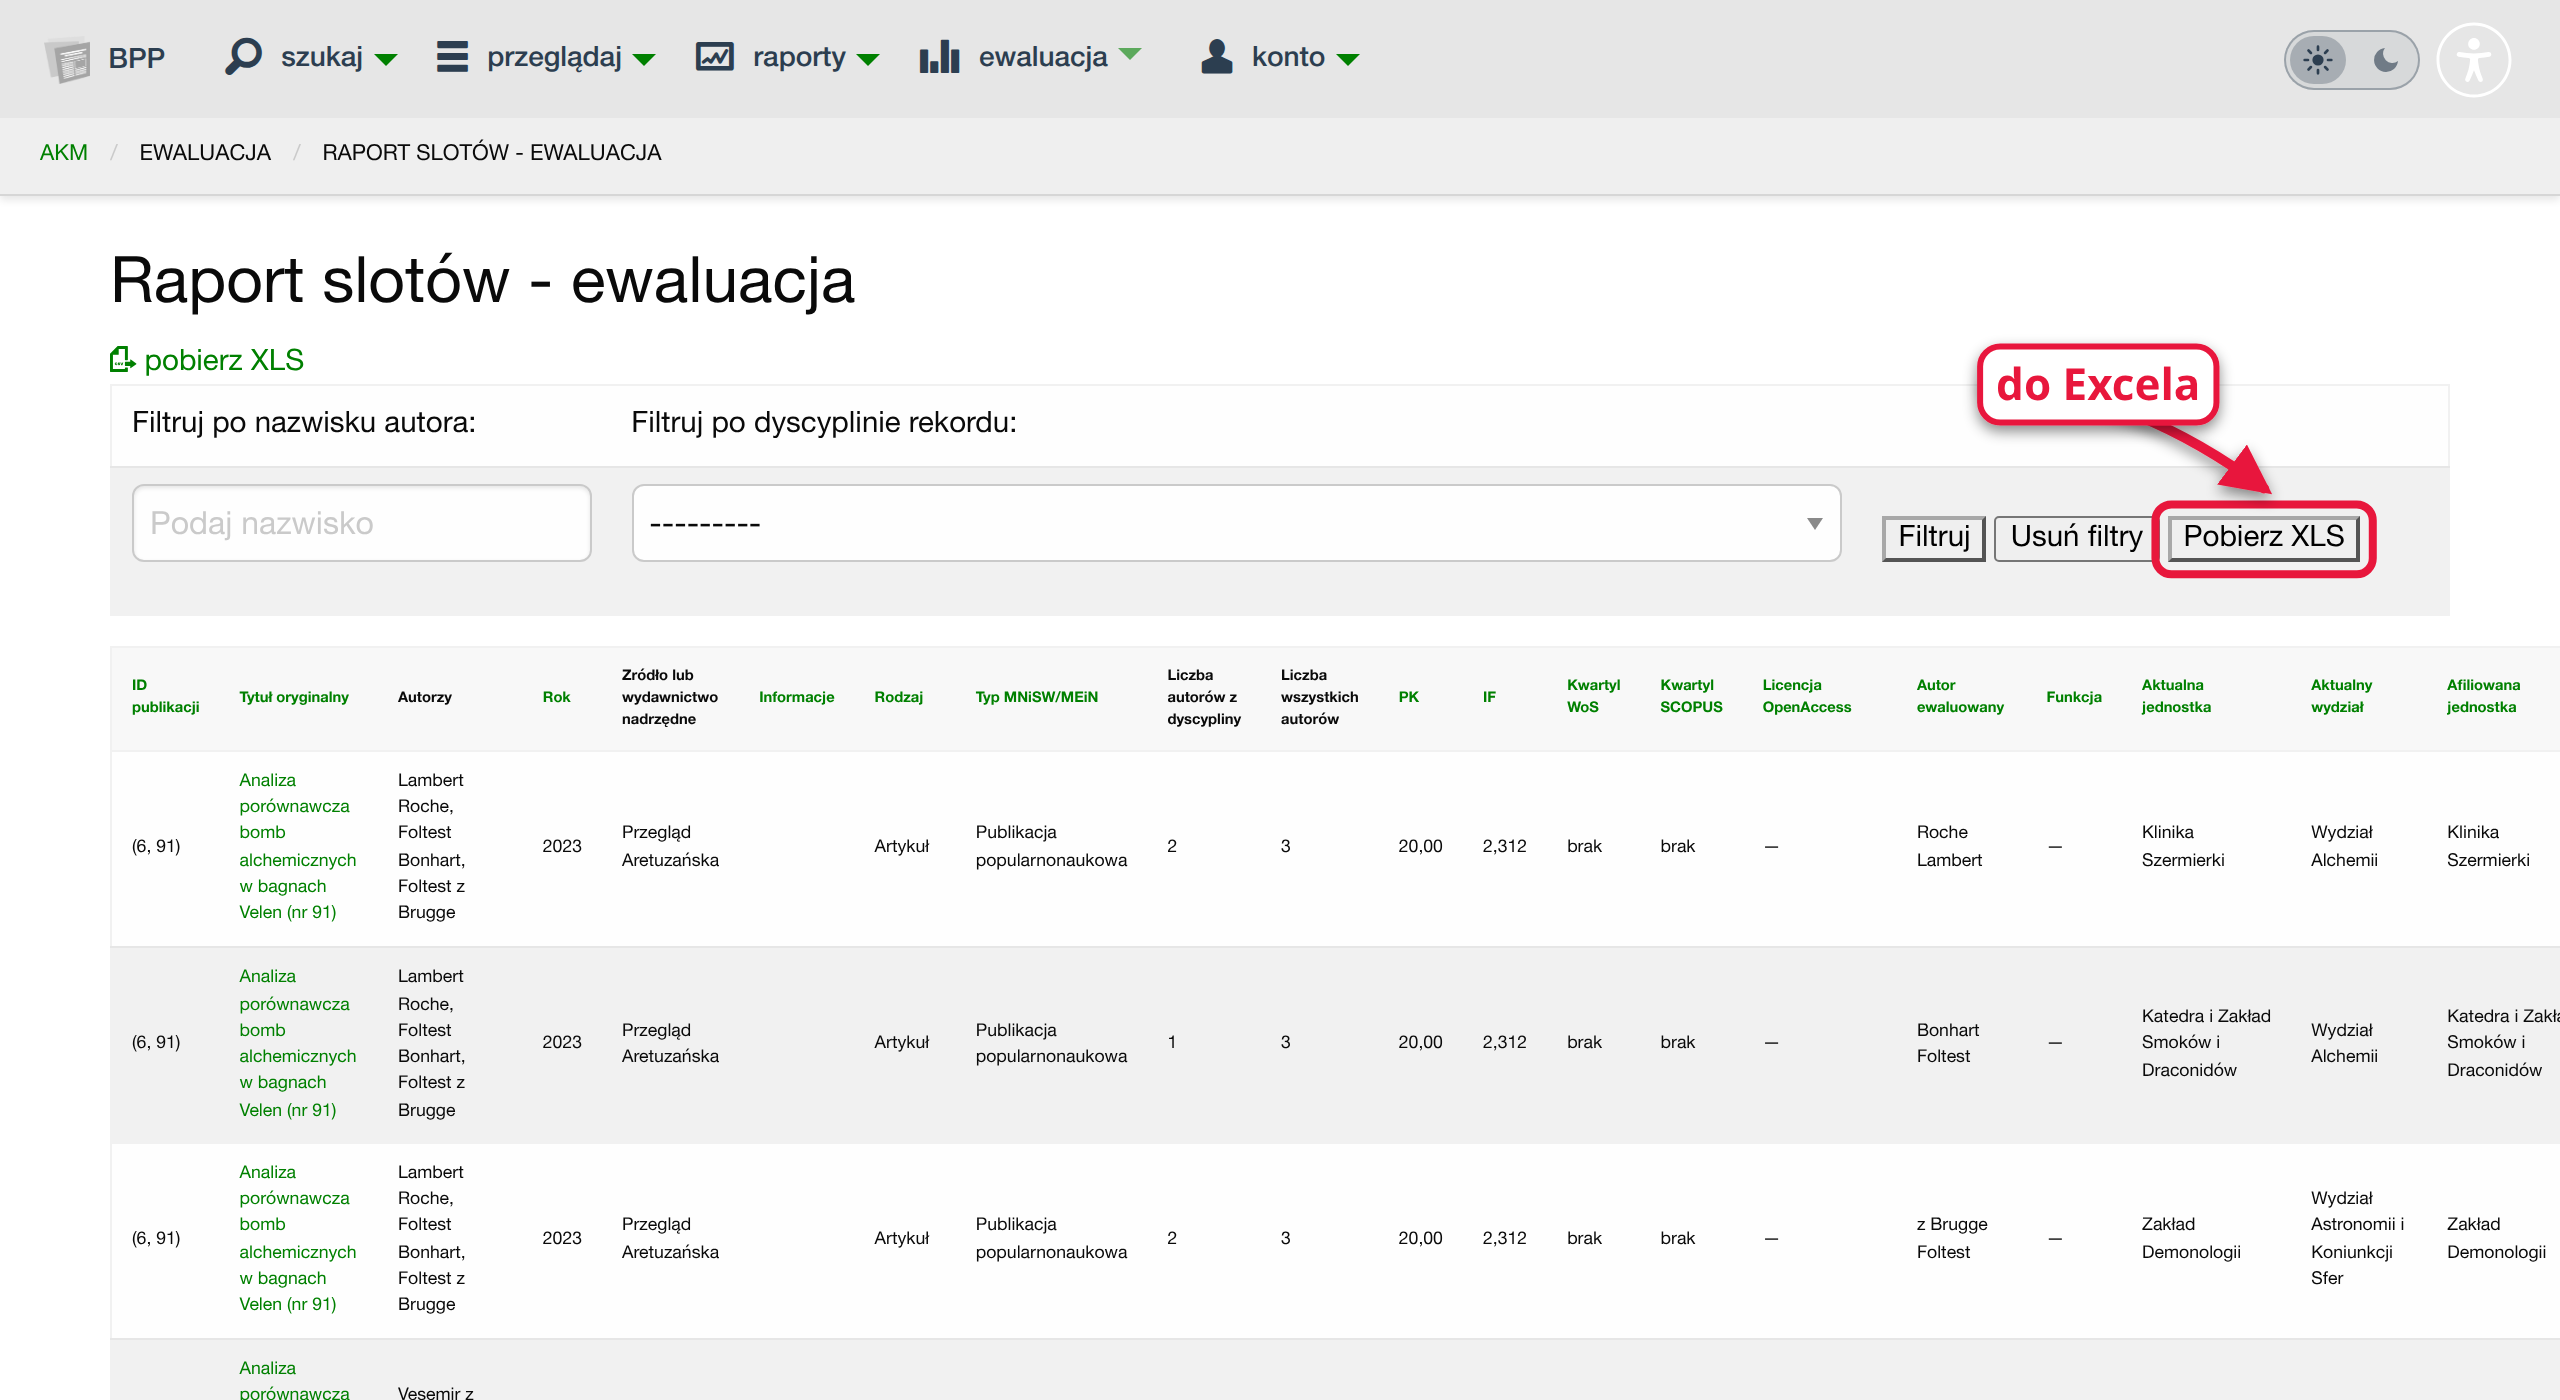 BPP szukaj przeglądaj raporty ewaluacja konto
AKM / EWALUACJA / RAPORT SLOTÓW - EWALUACJA
Raport slotów - ewaluacja
pobierz XLS
do Excela
Filtruj po nazwisku autora: Filtruj po dyscyplinie rekordu:
Podaj nazwisko --------- Filtruj Usuń filtry Pobierz XLS
ID publikacji Tytuł oryginalny Autorzy Rok Zródło lub wydawnictwo nadrzędne Informacje Rodzaj Typ MNiSW/MEiN Liczba autorów z dyscypliny Liczba wszystkich autorów PK IF Kwartyl WoS Kwartyl SCOPUS Licencja OpenAccess Autor ewaluowany Funkcja Aktualna jednostka Aktualny wydział Afiliowana jednostka
(6, 91) Analiza porównawcza bomb alchemicznych w bagnach Velen (nr 91) Lambert Roche, Foltest Bonhart, Foltest z Brugge 2023 Przegląd Aretuzańska Artykuł Publikacja popularnonaukowa 2 3 20,00 2,312 brak brak — Roche Lambert — Klinika Szermierki Wydział Alchemii Klinika Szermierki
(6, 91) Analiza porównawcza bomb alchemicznych w bagnach Velen (nr 91) Lambert Roche, Foltest Bonhart, Foltest z Brugge 2023 Przegląd Aretuzańska Artykuł Publikacja popularnonaukowa 1 3 20,00 2,312 brak brak — Bonhart Foltest — Katedra i Zakład Smoków i Draconidów Wydział Alchemii Katedra i Zakł Smoków i Draconidów
(6, 91) Analiza porównawcza bomb alchemicznych w bagnach Velen (nr 91) Lambert Roche, Foltest Bonhart, Foltest z Brugge 2023 Przegląd Aretuzańska Artykuł Publikacja popularnonaukowa 2 3 20,00 2,312 brak brak — z Brugge Foltest — Zakład Demonologii Wydział Astronomii i Koniunkcji Sfer Zakład Demonologii
Analiza porównawcza Vesemir z